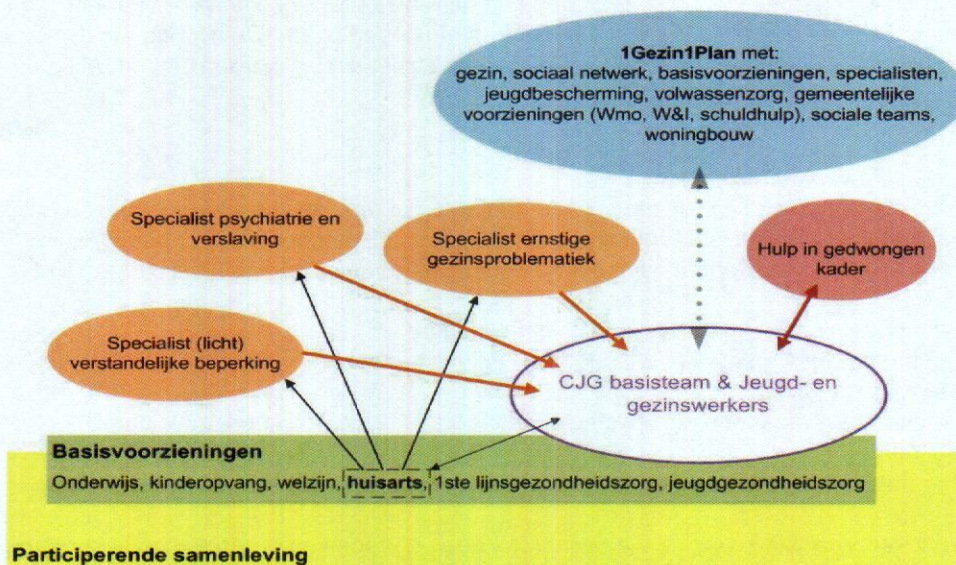 1Gezin1Plan met:
gezin, sociaal netwerk, basisvoorzieningen, specialisten,
jeugdbescherming, volwassenzorg, gemeentelijke
voorzieningen (Wmo, W&I, schuldhulp), sociale teams,
woningbouw
Specialist psychiatrie en
verslaving
Specialist ernstige
gezinsproblematiek
Hulp in gedwongen
kader
Specialist (licht)
verstandelijke beperking
CJG basisteam & Jeugd- en
gezinswerkers
Basisvoorzieningen
Onderwijs, kinderopvang, welzijn, huisarts, 1ste lijnsgezondheidszorg, jeugdgezondheidszorg
Participerende samenleving